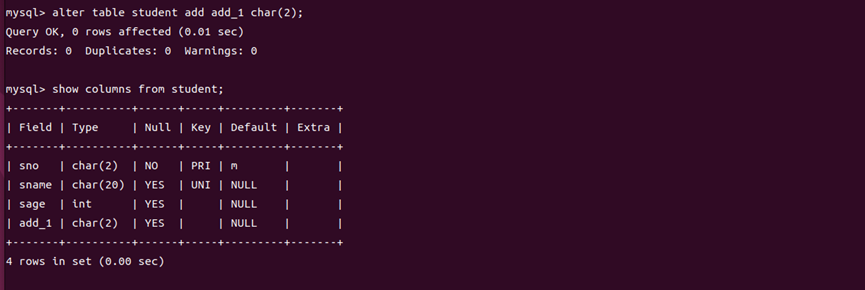 mysql> alter table student add add_1 char(2);
Query OK, 0 rows affected (0.01 sec)
Records: 0  Duplicates: 0  Warnings: 0
mysql> show columns from student;
+-------+----------+------+-----+---------+-------+
| Field | Type     | Null | Key | Default | Extra |
+-------+----------+------+-----+---------+-------+
| sno   | char(2)  | NO   | PRI | m       |       |
| sname | char(20) | YES  | UNI | NULL    |       |
| sage  | int      | YES  |     | NULL    |       |
| add_1 | char(2)  | YES  |     | NULL    |       |
+-------+----------+------+-----+---------+-------+
4 rows in set (0.00 sec)